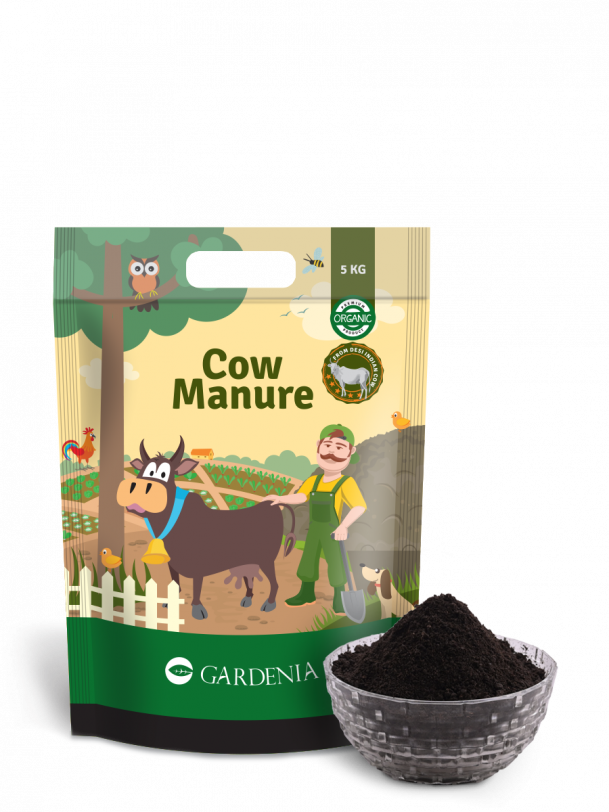 5 KG
PREMIUM
ORGANIC
PRODUCT
FROM DESI INDIAN COW
Cow
Manure
GARDENIA